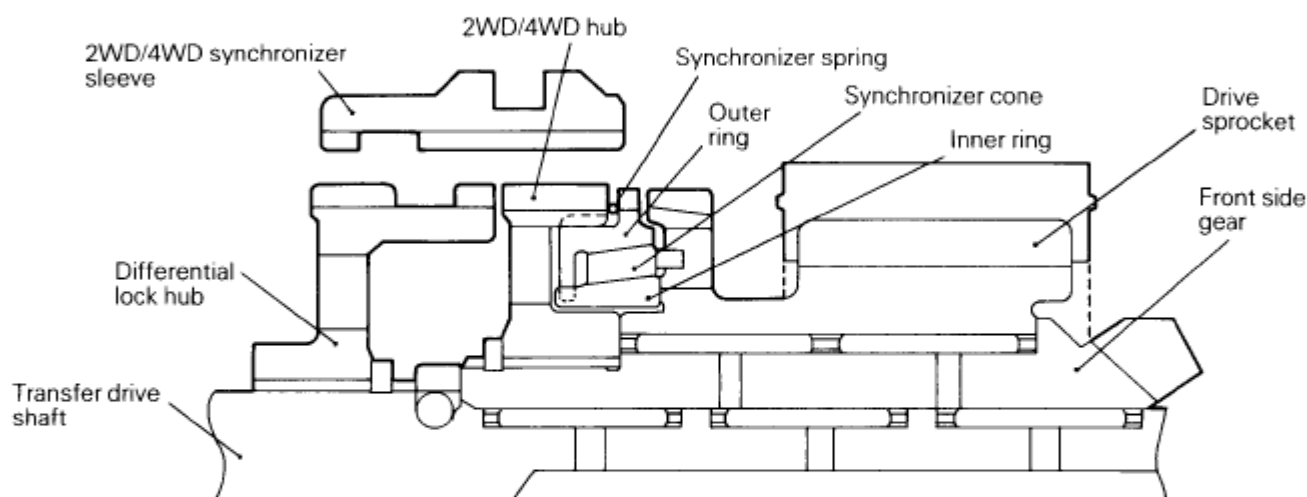 2WD/4WD hub
2WD/4WD synchronizer
sleeve
Synchronizer spring
Synchronizer cone
Outer
ring
Inner ring
Drive
sprocket
Front side
gear
Differential
lock hub
Transfer drive
shaft